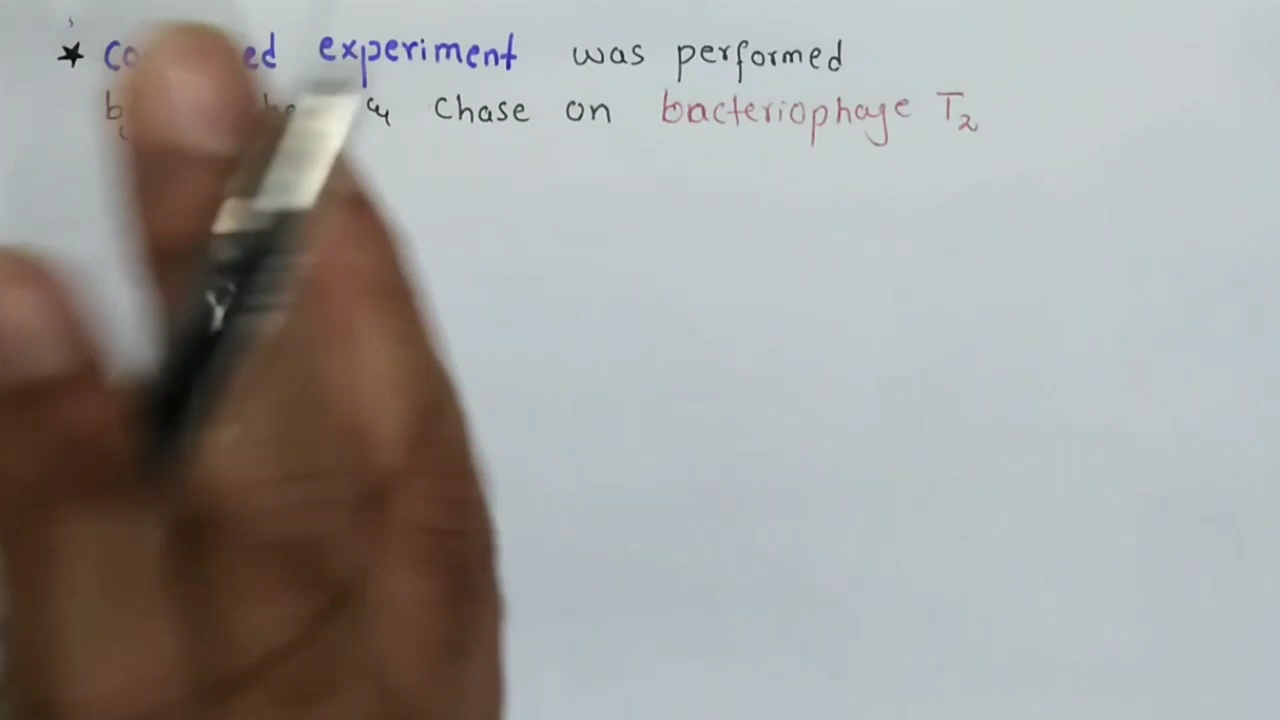 ★ experiment was performed
chase on bacteriophage T₂